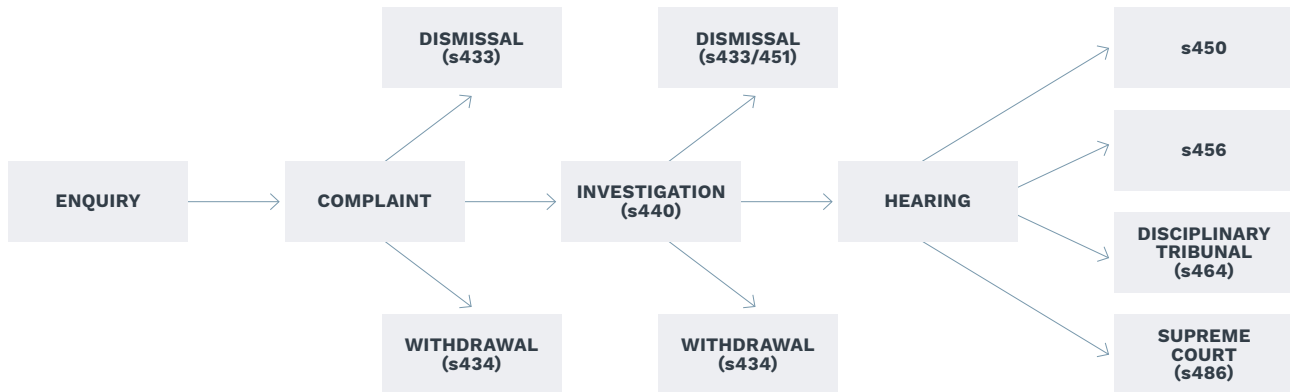 DISMISSAL
(s433)
DISMISSAL
(s433/451)
s450
s456
ENQUIRY
COMPLAINT
INVESTIGATION
(s440)
HEARING
DISCIPLINARY
TRIBUNAL
(s464)
WITHDRAWAL
(s434)
WITHDRAWAL
(s434)
SUPREME
COURT
(s486)